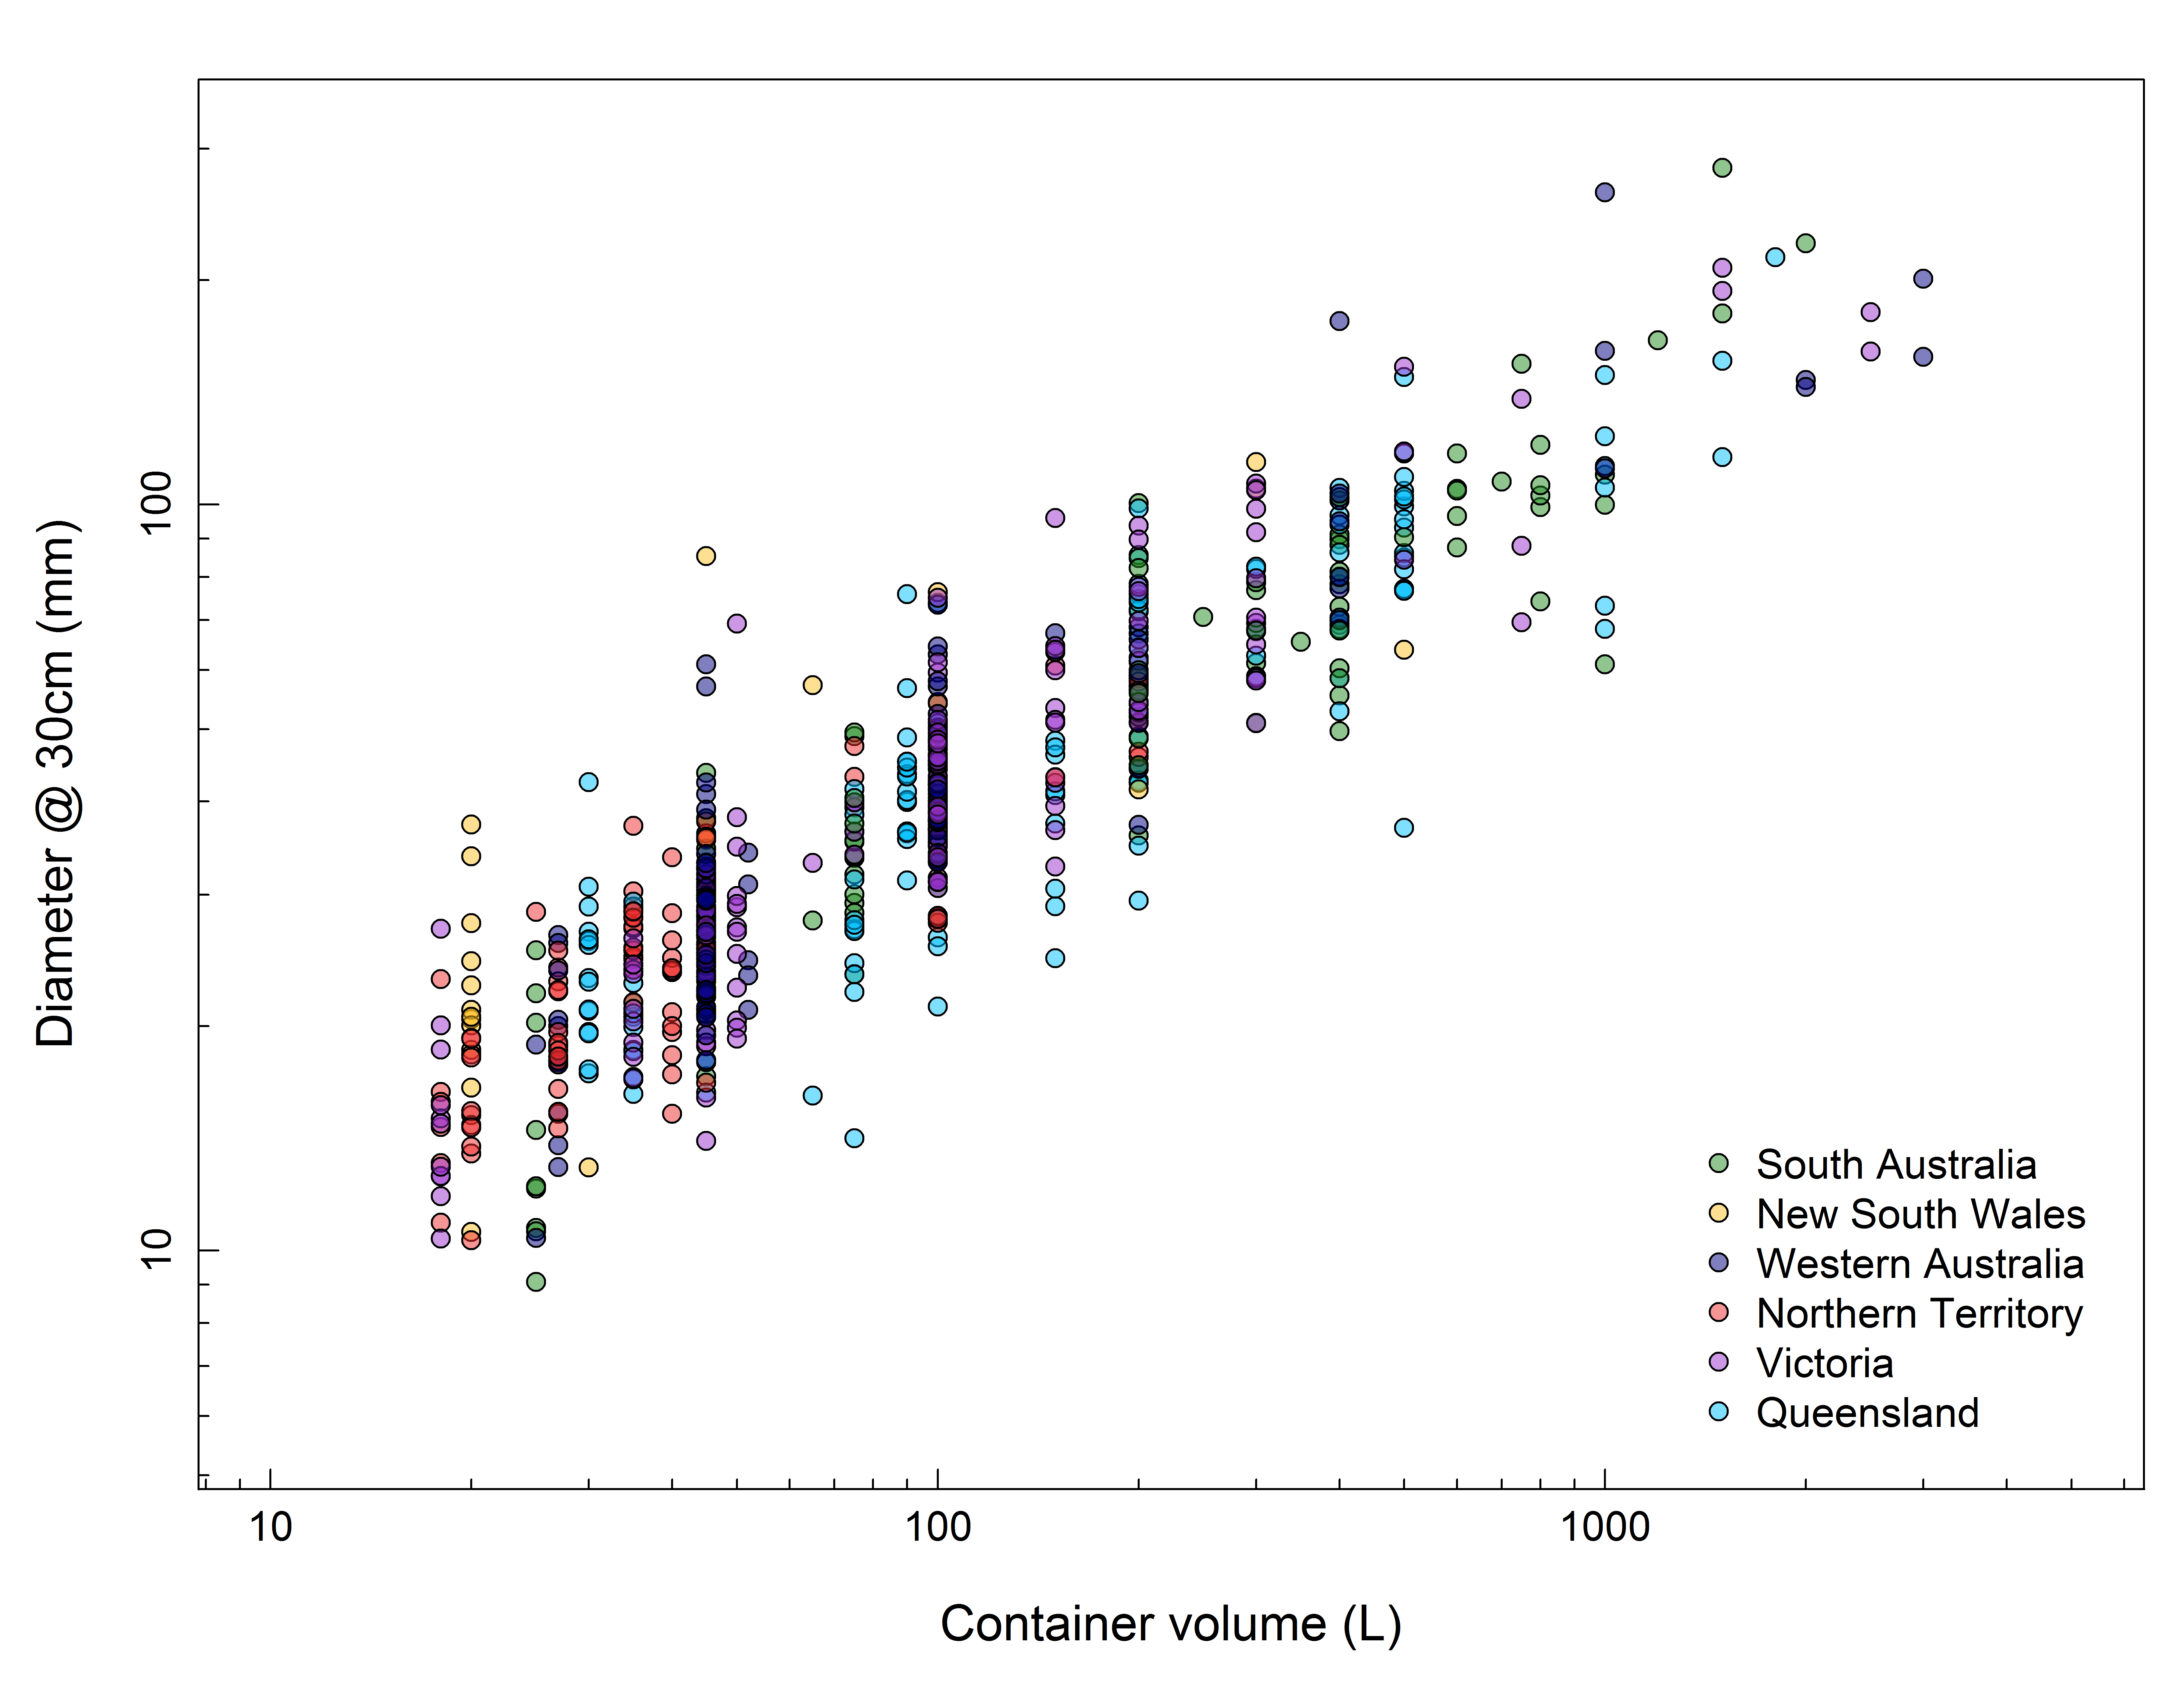 Diameter @ 30cm (mm)
100
10
10
100
1000
Container volume (L)
South Australia
New South Wales
Western Australia
Northern Territory
Victoria
Queensland